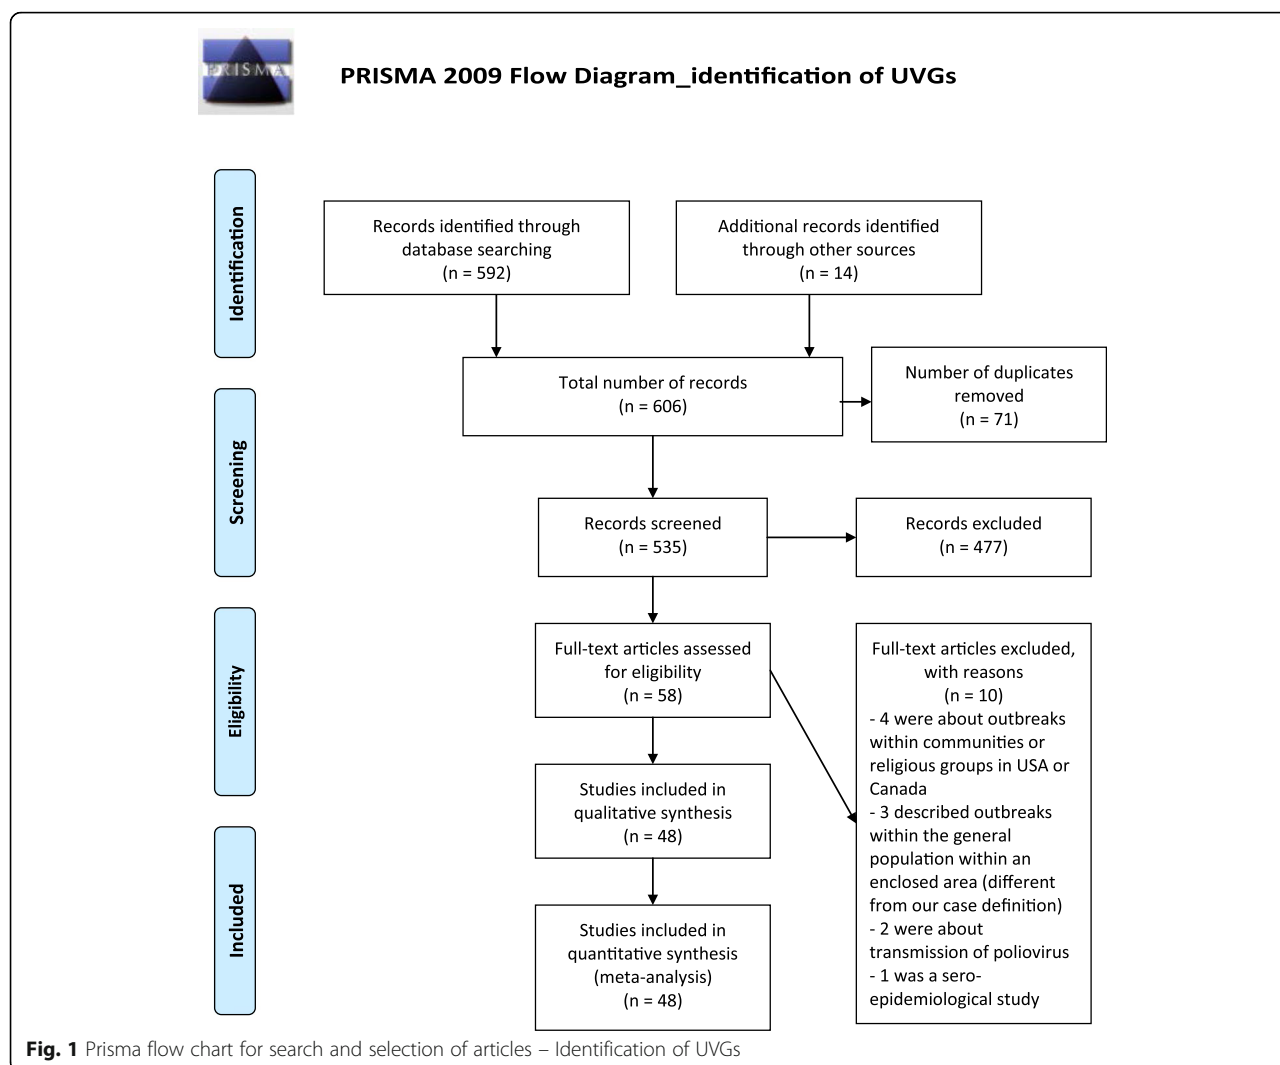 PRISMA
PRISMA 2009 Flow Diagram_identification of UVGs
Identification
Records identified through
database searching
(n = 592)
Additional records identified
through other sources
(n = 14)
Total number of records
(n = 606)
Number of duplicates
removed
(n = 71)
Screening
Records screened
(n = 535)
Records excluded
(n = 477)
Eligibility
Full-text articles assessed
for eligibility
(n = 58)
Full-text articles excluded,
with reasons
(n = 10)
- 4 were about outbreaks
within communities or
religious groups in USA or
Canada
- 3 described outbreaks
within the general
population within an
enclosed area (different
from our case definition)
- 2 were about
transmission of poliovirus
- 1 was a sero-
epidemiological study
Studies included in
qualitative synthesis
(n = 48)
Included
Studies included in
quantitative synthesis
(meta-analysis)
(n = 48)
Fig. 1 Prisma flow chart for search and selection of articles – Identification of UVGs